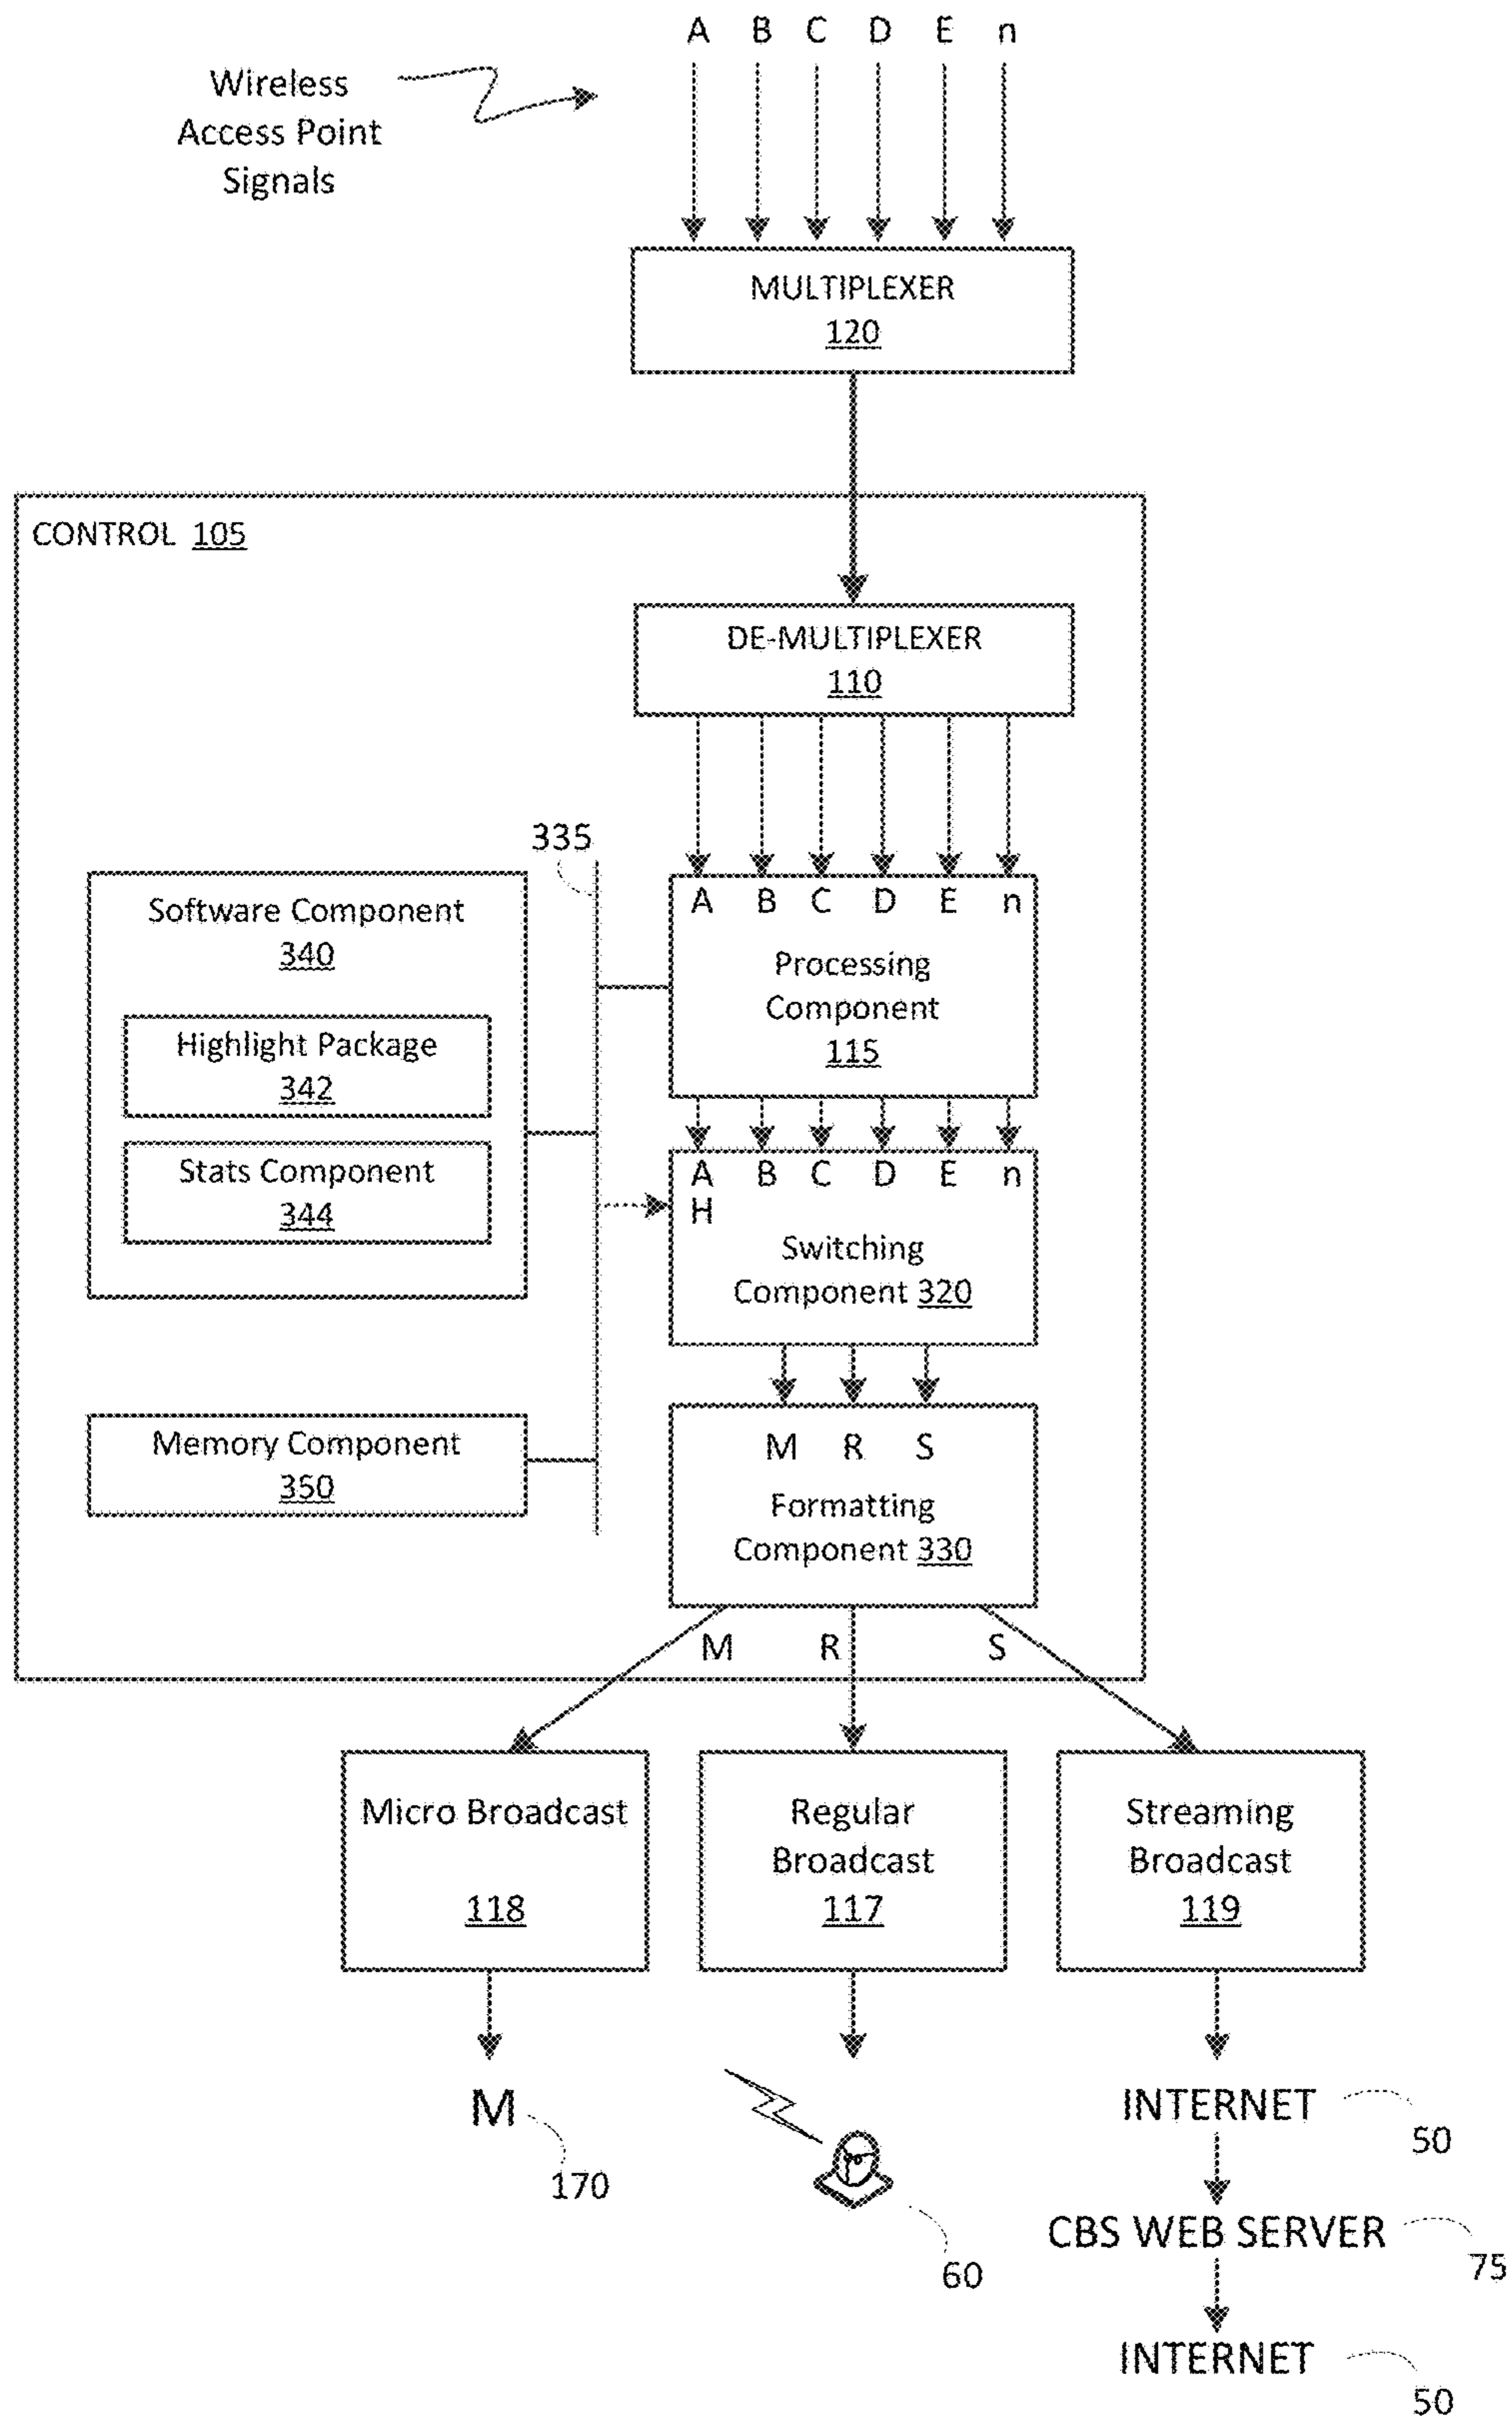 A B C D E n
Wireless
Access Point
Signals
MULTIPLEXER
120
CONTROL 105
DE-MULTIPLEXER
110
335
Software Component
340
Highlight Package
342
Stats Component
344
A B C D E n
Processing
Component
115
A B C D E n
H
Switching
Component 320
Memory Component
350
M R S
Formatting
Component 330
M R S
Micro Broadcast
118
Regular
Broadcast
117
Streaming
Broadcast
119
M
170
60
INTERNET
50
CBS WEB SERVER
75
INTERNET
50